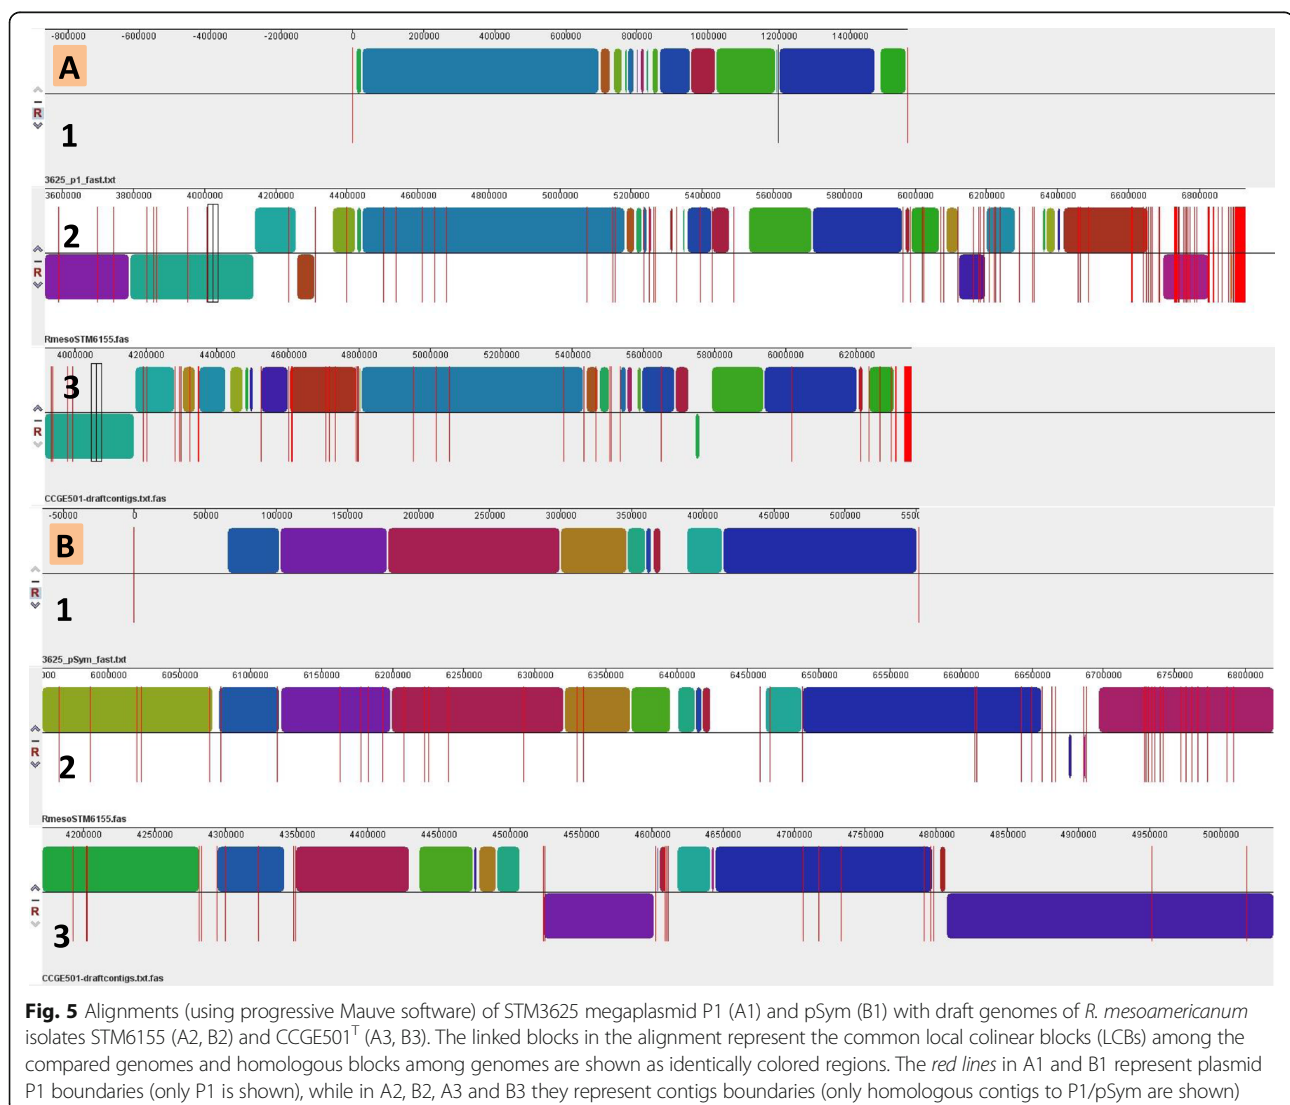 -800000 -600000 -400000 -200000 0 200000 400000 600000 800000 1000000 1200000 1400000
A
R
1
3625_p1_fast.txt
3600000 3800000 4000000 4200000 4400000 4600000 4800000 5000000 5200000 5400000 5600000 5800000 6000000 6200000 6400000 6600000 6800000
2
R
RmesoSTM6155.fas
4000000 4200000 4400000 4600000 4800000 5000000 5200000 5400000 5600000 5800000 6000000 6200000
3
R
CCGE501-draftcontigs.txt.fas
-50000 0 50000 100000 150000 200000 250000 300000 350000 400000 450000 500000 5500
B
R
1
3625_pSym_fast.txt
000 6000000 6050000 6100000 6150000 6200000 6250000 6300000 6350000 6400000 6450000 6500000 6550000 6600000 6650000 6700000 6750000 6800000
R
2
RmesoSTM6155.fas
4200000 4250000 4300000 4350000 4400000 4450000 4500000 4550000 4600000 4650000 4700000 4750000 4800000 4850000 4900000 4950000 5000000
R
3
CCGE501-draftcontigs.txt.fas
Fig. 5 Alignments (using progressive Mauve software) of STM3625 megaplasmid P1 (A1) and pSym (B1) with draft genomes of R. mesoamericanum
isolates STM6155 (A2, B2) and CCGE501ᵀ (A3, B3). The linked blocks in the alignment represent the common local colinear blocks (LCBs) among the
compared genomes and homologous blocks among genomes are shown as identically colored regions. The red lines in A1 and B1 represent plasmid
P1 boundaries (only P1 is shown), while in A2, B2, A3 and B3 they represent contigs boundaries (only homologous contigs to P1/pSym are shown)